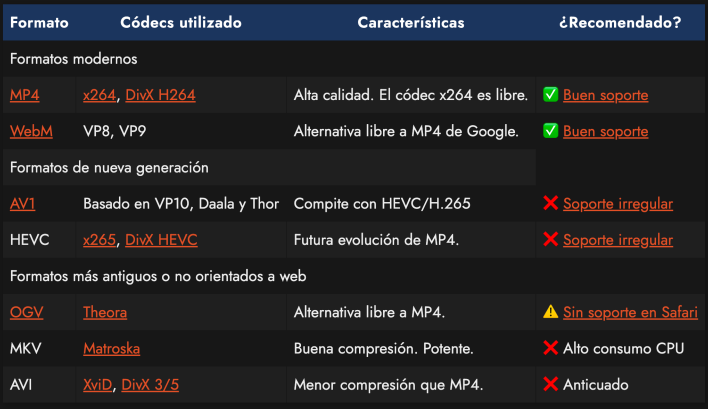 Formato Códecs utilizado Características ¿Recomendado?
Formatos modernos
MP4 x264, DivX H264 Alta calidad. El códec x264 es libre. ✅ Buen soporte
WebM VP8, VP9 Alternativa libre a MP4 de Google. ✅ Buen soporte
Formatos de nueva generación
AV1 Basado en VP10, Daala y Thor Compite con HEVC/H.265 ❌ Soporte irregular
HEVC x265, DivX HEVC Futura evolución de MP4. ❌ Soporte irregular
Formatos más antiguos o no orientados a web
OGV Theora Alternativa libre a MP4. ⚠️ Sin soporte en Safari
MKV Matroska Buena compresión. Potente. ❌ Alto consumo CPU
AVI XviD, DivX 3/5 Menor compresión que MP4. ❌ Anticuado